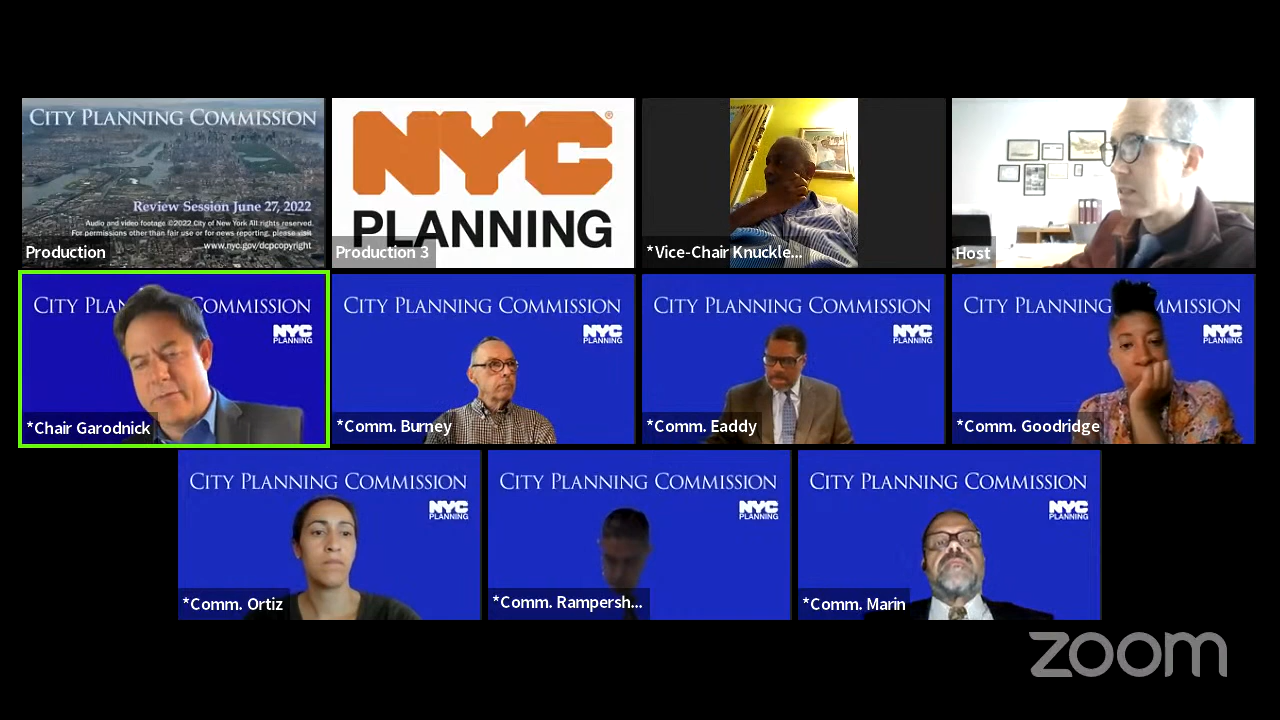 CITY PLANNING COMMISSION
Review Session June 27, 2022
Audio and video footage ©2022 City of New York All rights reserved.
For permissions other than fair use or for news reporting, please visit
www.nyc.gov/dcpcopyright
Production
NYC®
PLANNING
Production 3
*Vice-Chair Knuckle...
Host
CITY PLAN COMMISSION
NYC
PLANNING
*Chair Garodnick
CITY PLANNING COMMISSION
NYC
PLANNING
*Comm. Burney
CITY PLANNING COMMISSION
NYC
PLANNING
*Comm. Eaddy
CITY PLANNING MMISSION
NYC
PLANNING
*Comm. Goodridge
CITY PLANNING COMMISSION
NYC
PLANNING
*Comm. Ortiz
CITY PLANNING COMMISSION
NYC
PLANNING
*Comm. Rampersh...
CITY PLANNING COMMISSION
NYC
PLANNING
*Comm. Marin
zoom